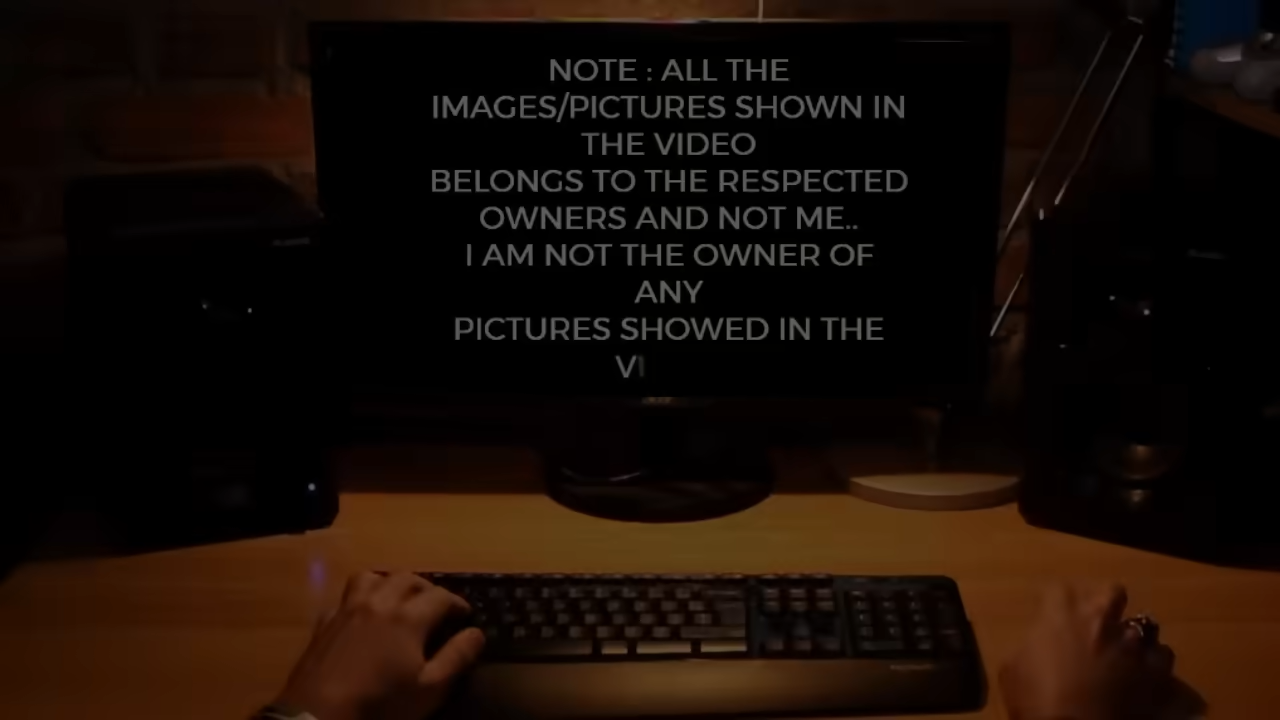 NOTE : ALL THE
IMAGES/PICTURES SHOWN IN
THE VIDEO
BELONGS TO THE RESPECTED
OWNERS AND NOT ME..
I AM NOT THE OWNER OF
ANY
PICTURES SHOWED IN THE